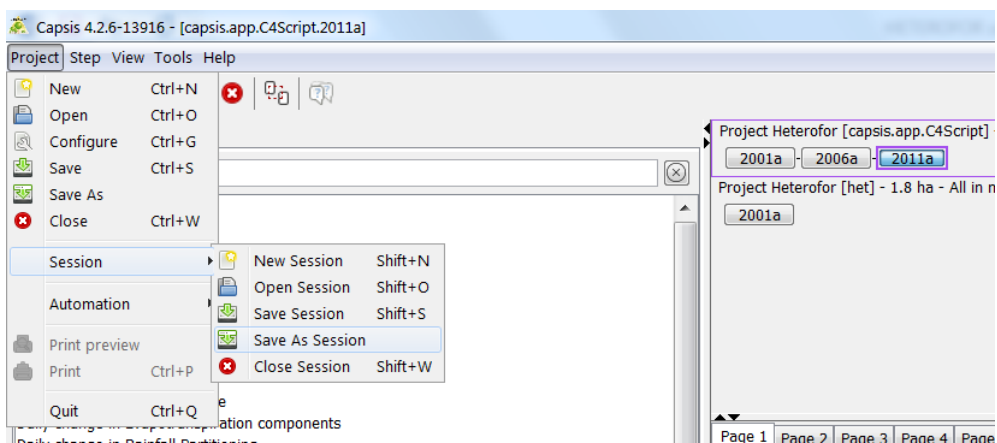 Capsis 4.2.6-13916 - [capsis.app.C4Script.2011a]
Project Step View Tools Help
New Ctrl+N
Open Ctrl+O
Configure Ctrl+G
Save Ctrl+S
Save As
Close Ctrl+W
Session
Automation
Print preview
Print Ctrl+P
Quit Ctrl+Q
New Session Shift+N
Open Session Shift+O
Save Session Shift+S
Save As Session
Close Session Shift+W
Project Heterofor [capsis.app.C4Script] -
2001a - 2006a - 2011a
Project Heterofor [het] - 1.8 ha - All in
2001a
components
Page 1 Page 2 Page 3 Page 4 Page